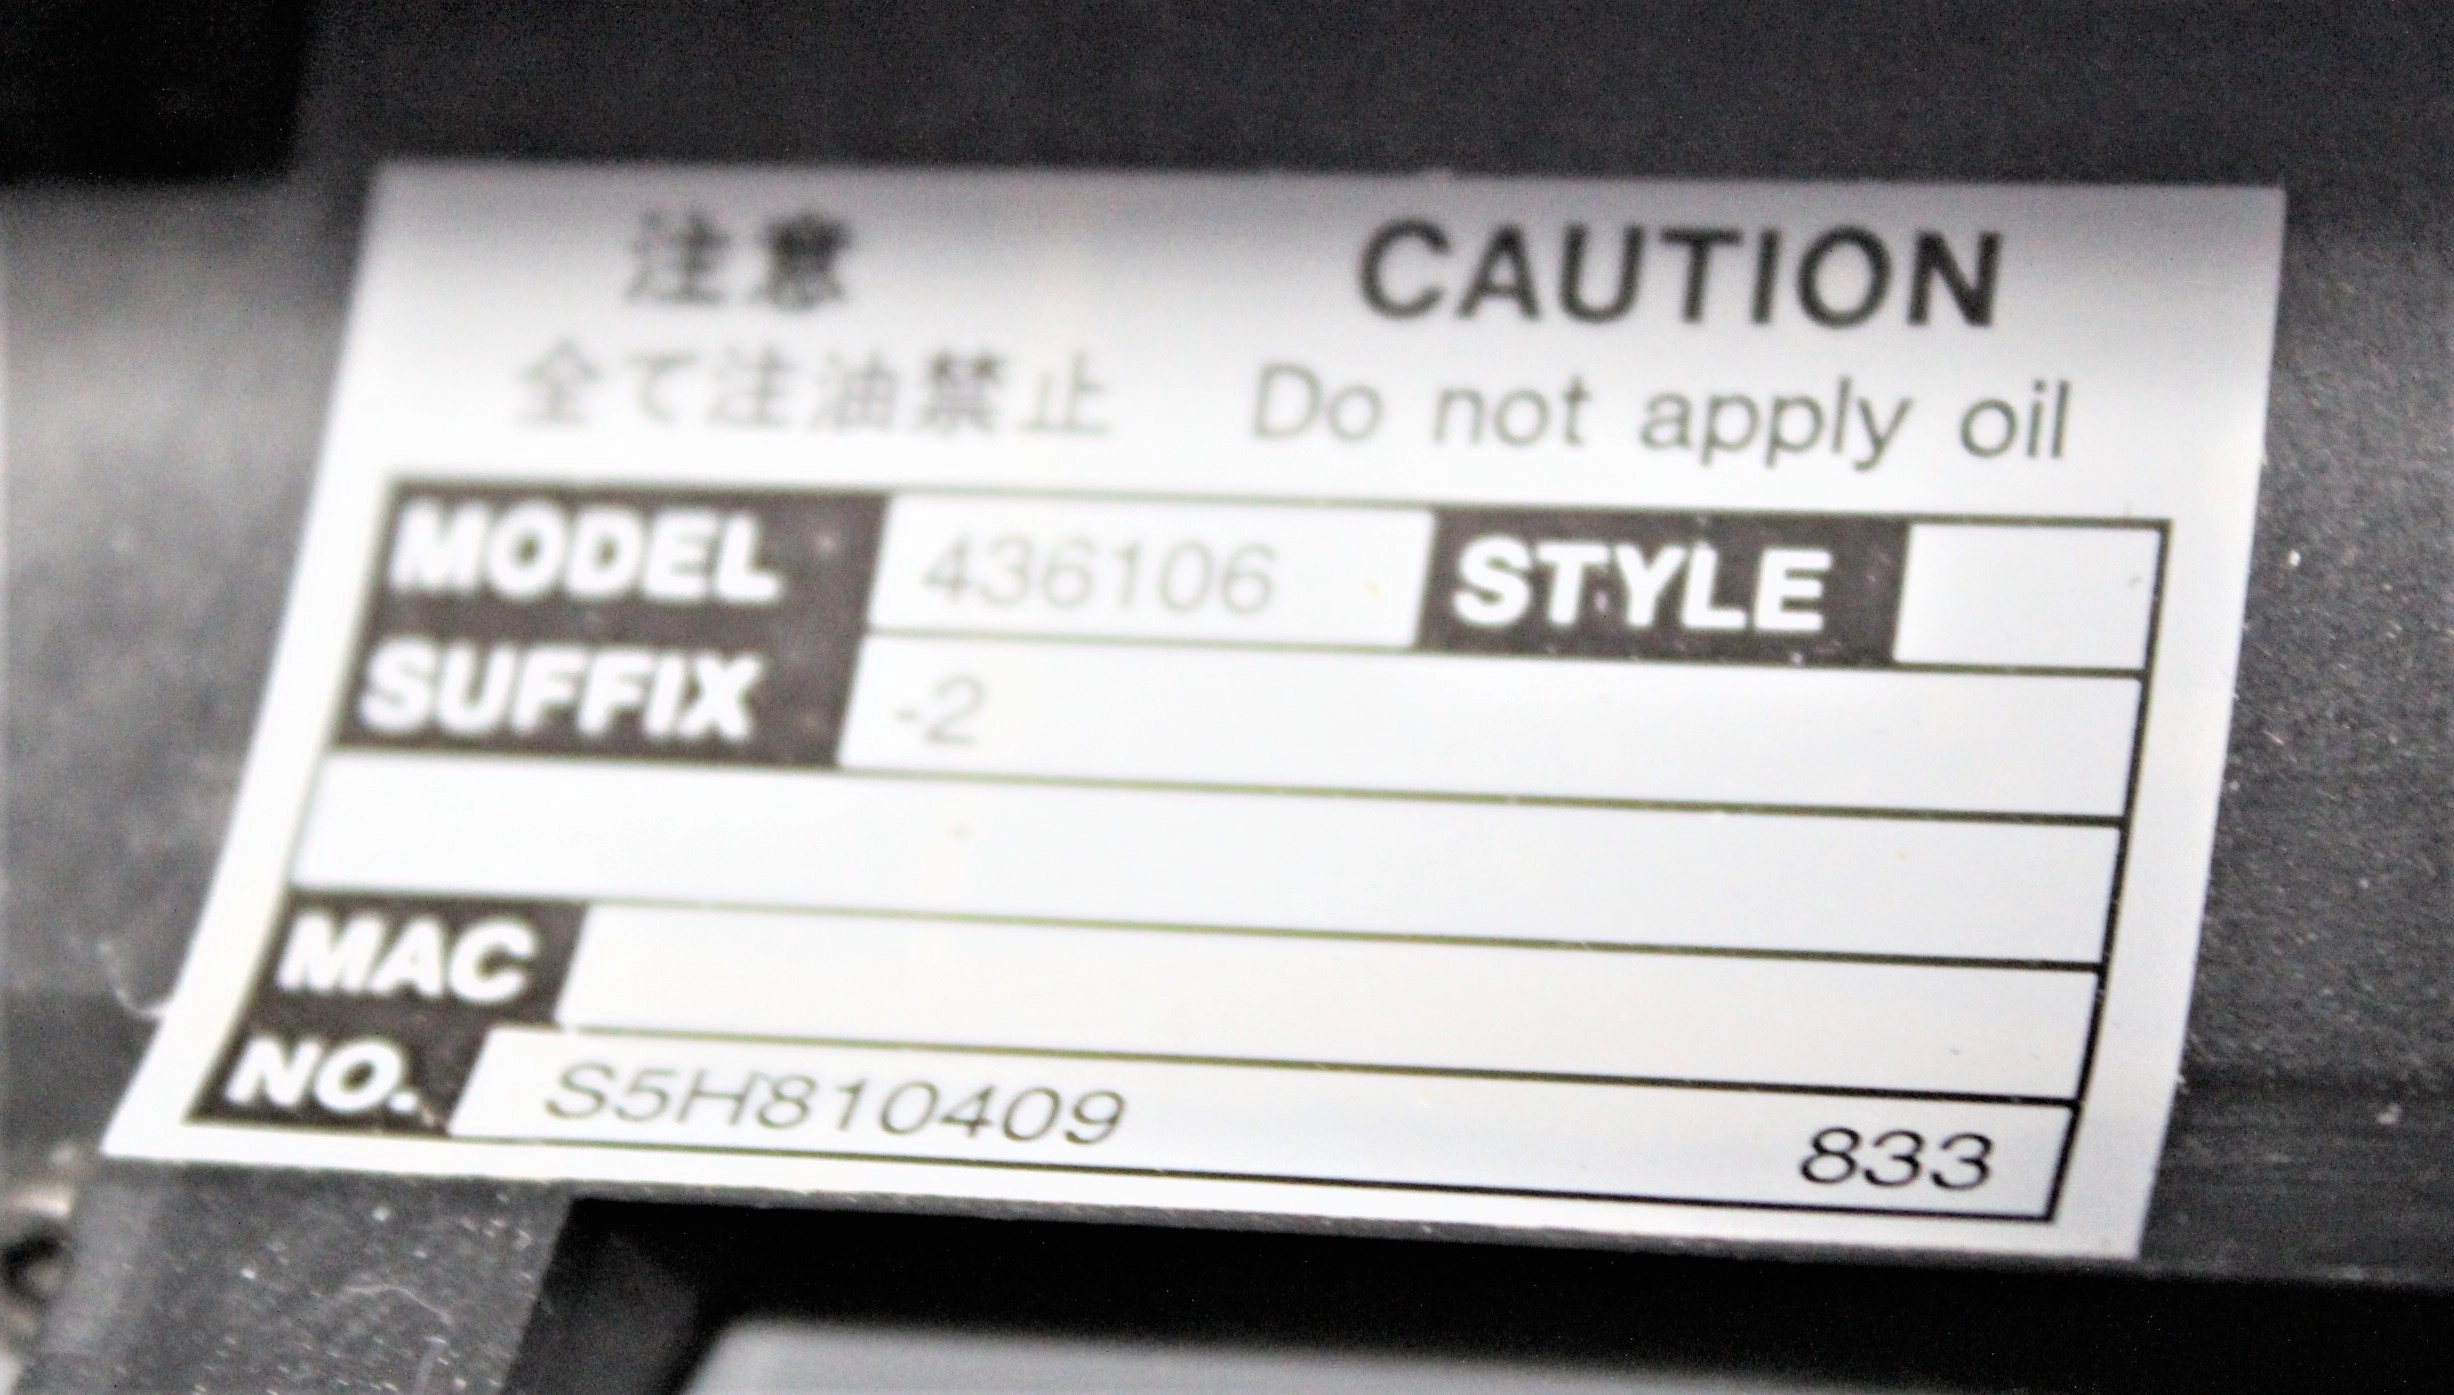 注意 CAUTION
全て注油禁止 Do not apply oil
MODEL 436106 STYLE
SUFFIX -2
MAC
NO. S5H810409 833